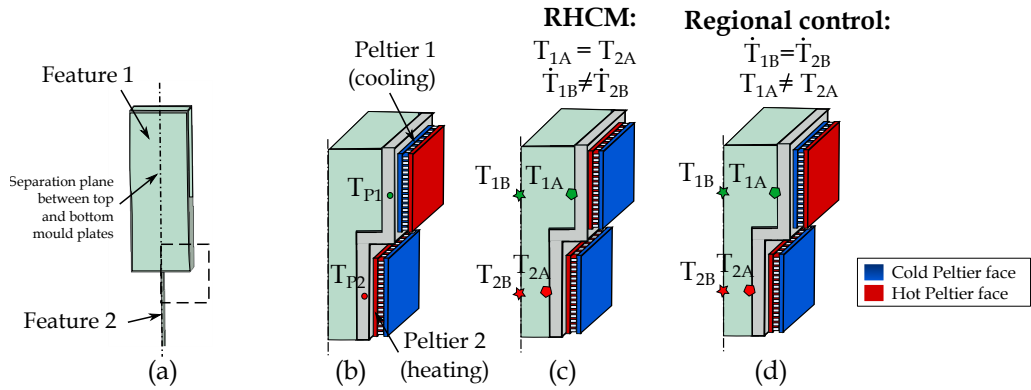 RHCM:
T1A = T2A
Ṫ1B≠Ṫ2B
Regional control:
Ṫ1B=Ṫ2B
T1A≠ T2A
Feature 1
Separation plane
between top
and bottom
mould plates
Feature 2
(a)
Peltier 1
(cooling)
TP1
TP2
Peltier 2
(heating)
(b)
T1B
T1A
T2B
T2A
(c)
T1B
T1A
T2B
T2A
(d)
Cold Peltier face
Hot Peltier face